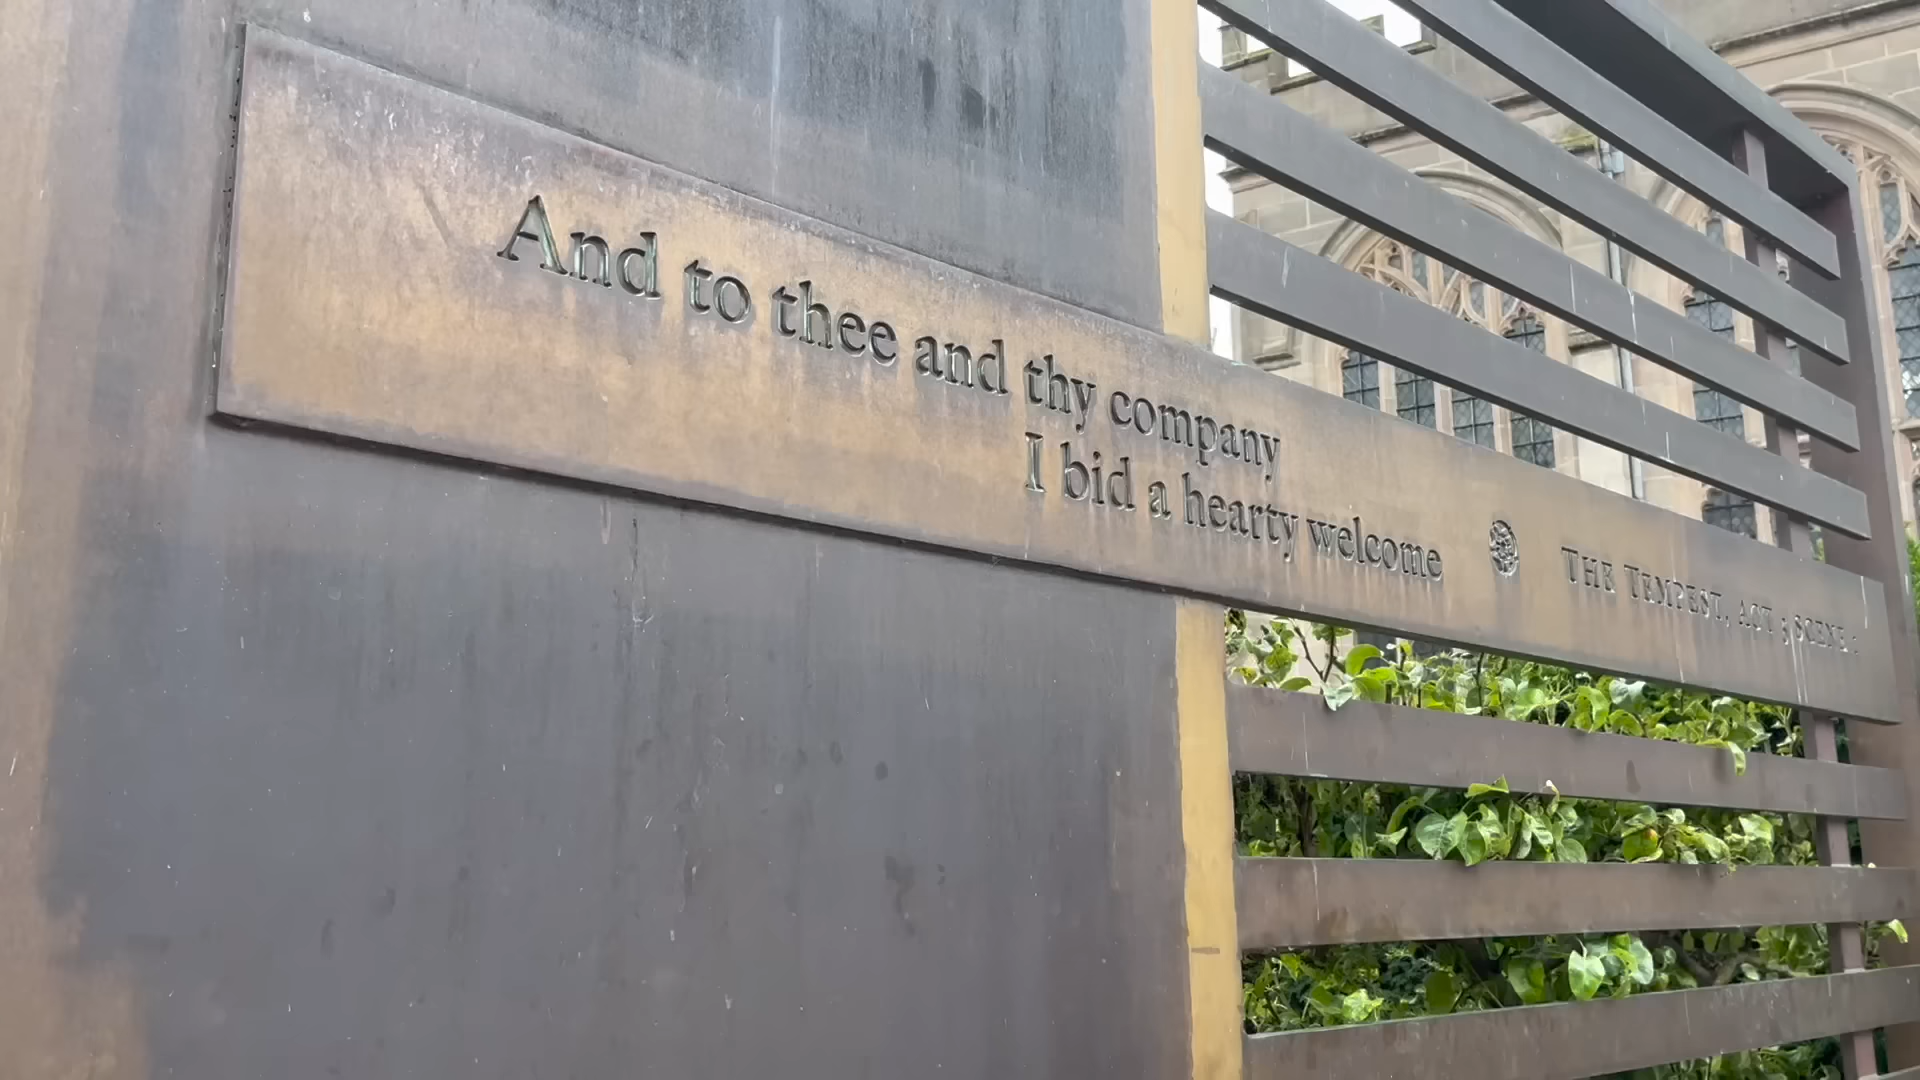 And to thee and thy company
I bid a hearty welcome
THE TEMPEST, ACT 5 SCENE 1